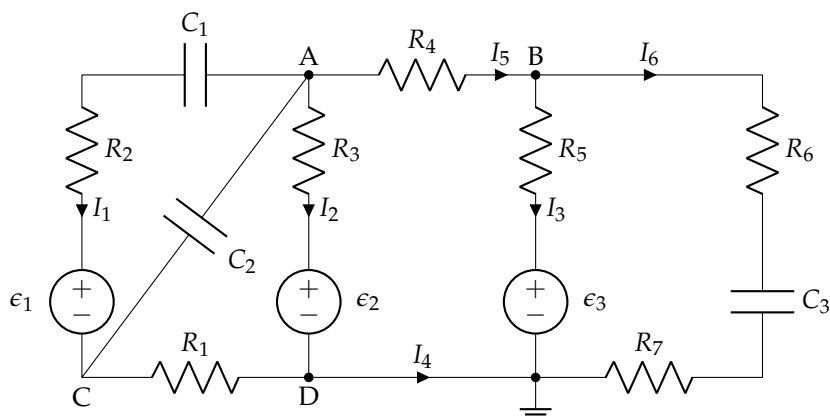 C₁
A
R₄
I₅
B
I₆
R₂
R₃
R₅
R₆
I₁
I₂
I₃
C₂
ϵ₁
+
−
ϵ₂
+
−
ϵ₃
+
−
C₃
R₁
I₄
R₇
C
D